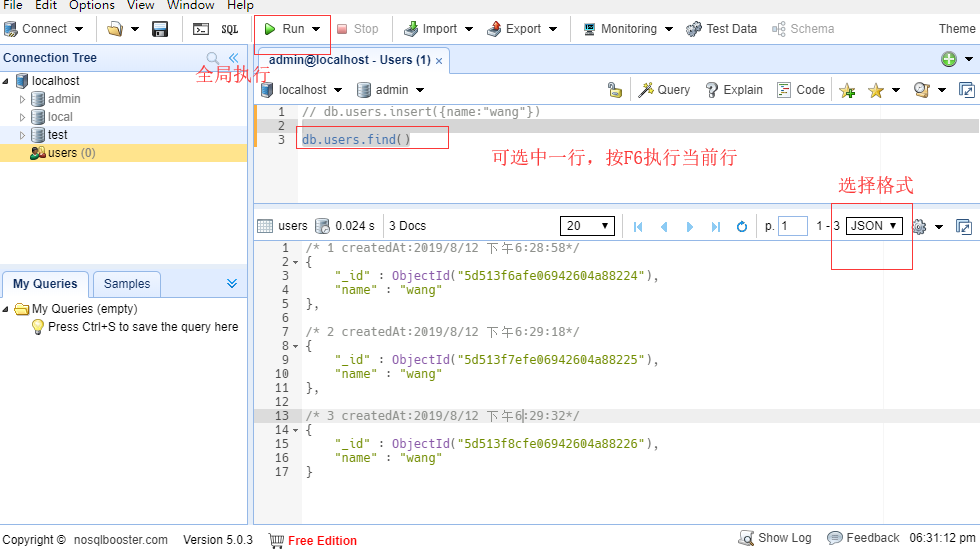 File Edit Options View Window Help
Connect SQL Run Stop Import Export Monitoring Test Data Schema Theme
Connection Tree
全局执行
localhost
admin
local
test
users (0)
My Queries Samples
My Queries (empty)
Press Ctrl+S to save the query here
admin@localhost - Users (1) ×
localhost admin Query Explain Code
1 // db.users.insert({name:"wang"})
2
3 db.users.find()
可选中一行，按F6执行当前行
选择格式
users 0.024 s 3 Docs 20 p. 1 1 - 3 JSON
1 /* 1 createdAt:2019/8/12 下午6:28:58*/
2 {
3 "_id" : ObjectId("5d513f6afe06942604a88224"),
4 "name" : "wang"
5 },
6
7 /* 2 createdAt:2019/8/12 下午6:29:18*/
8 {
9 "_id" : ObjectId("5d513f7efe06942604a88225"),
10 "name" : "wang"
11 },
12
13 /* 3 createdAt:2019/8/12 下午6:29:32*/
14 {
15 "_id" : ObjectId("5d513f8cfe06942604a88226"),
16 "name" : "wang"
17 }
Copyright © nosqlbooster.com Version 5.0.3 Free Edition Show Log Feedback 06:31:12 pm